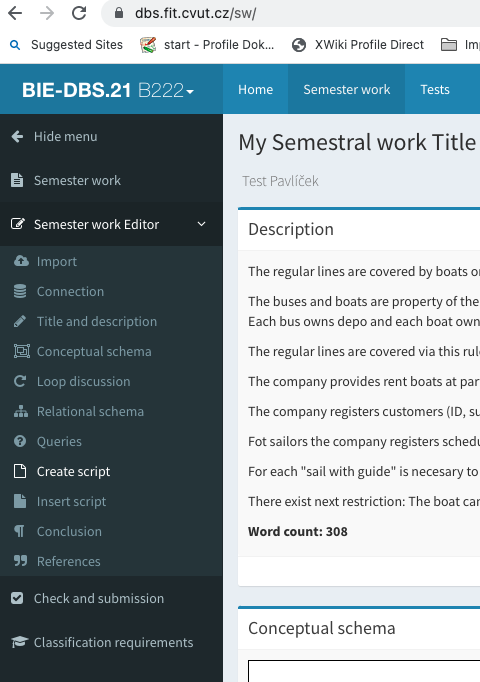 dbs.fit.cvut.cz/sw/
Suggested Sites
start - Profile Dok...
XWiki Profile Direct
BIE-DBS.21 B222
Home
Semester work
Tests
Hide menu
Semester work
Semester work Editor
Import
Connection
Title and description
Conceptual schema
Loop discussion
Relational schema
Queries
Create script
Insert script
Conclusion
References
Check and submission
Classification requirements
My Semestral work Title
Test Pavlíček
Description
The regular lines are covered by boats
The buses and boats are property of the
Each bus owns depo and each boat own
The regular lines are covered via this
The company provides rent boats at
The company registers customers (ID,
Fot sailors the company registers
For each "sail with guide" is necesary to
There exist next restriction: The boat
Word count: 308
Conceptual schema